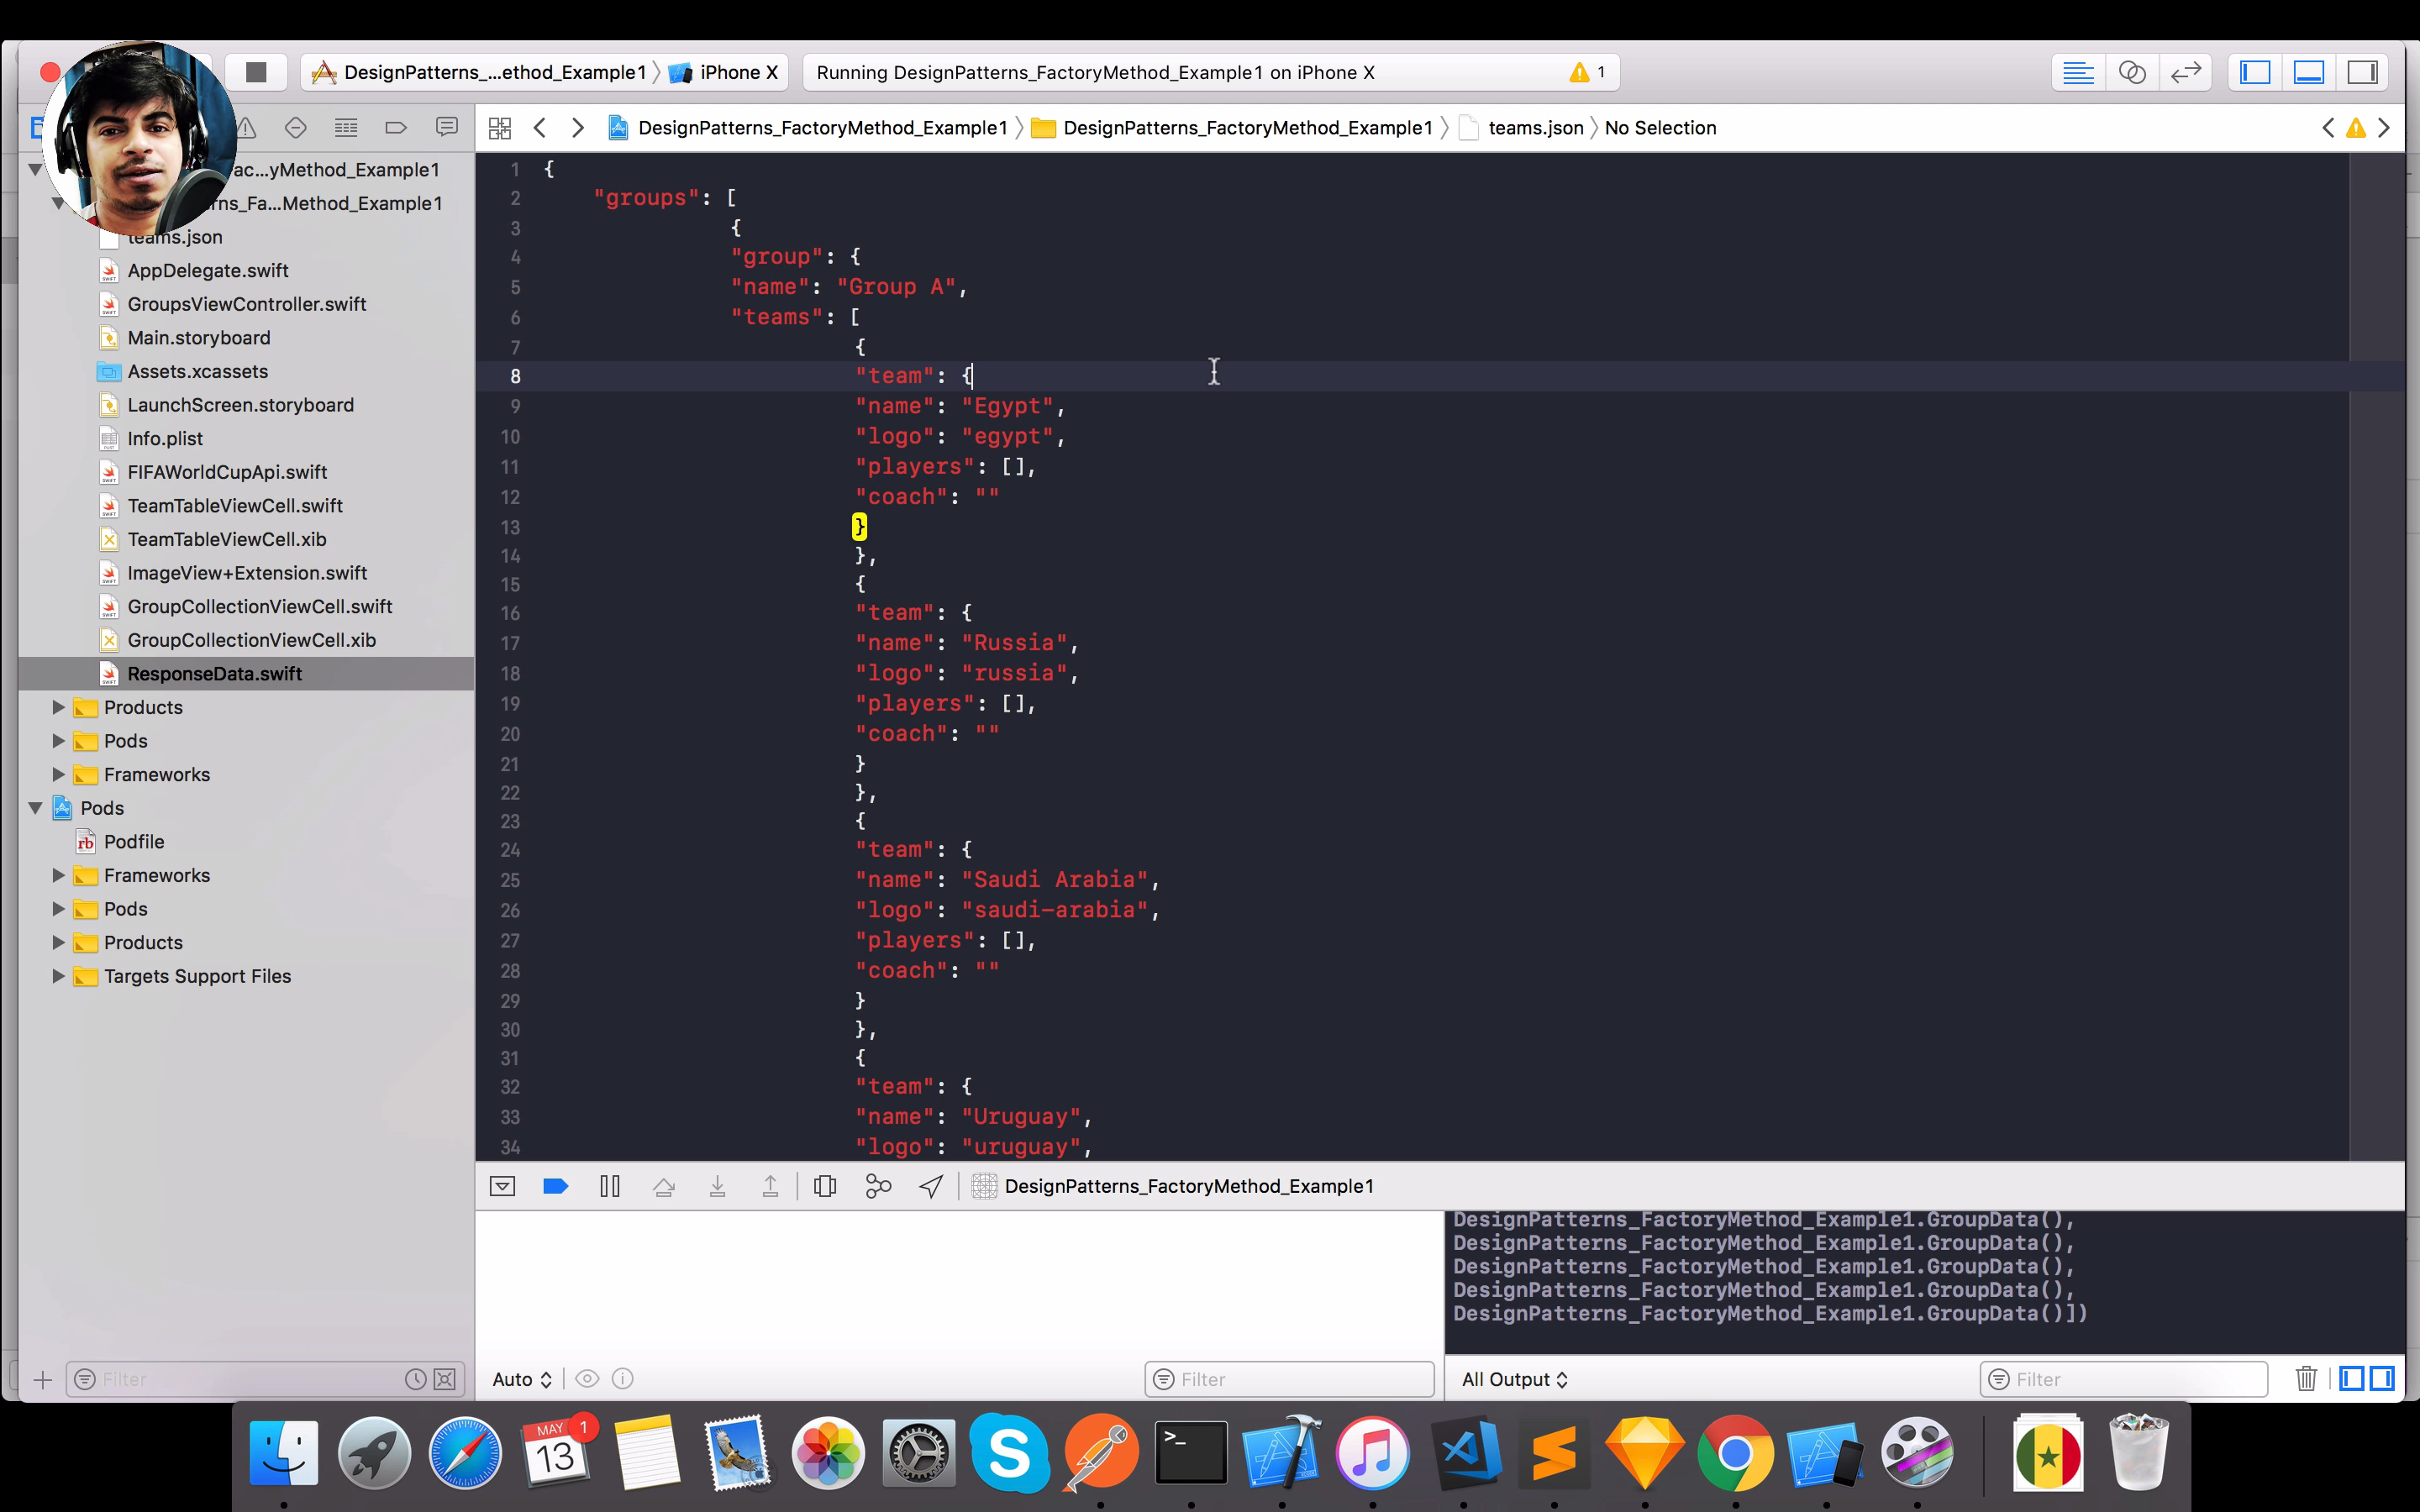 DesignPatterns_...ethod_Example1 〉 iPhone X
Running DesignPatterns_FactoryMethod_Example1 on iPhone X
1
DesignPatterns_FactoryMethod_Example1 〉 DesignPatterns_FactoryMethod_Example1 〉 teams.json 〉 No Selection
ac...yMethod_Example1
rns_Fa...Method_Example1
teams.json
AppDelegate.swift
GroupsViewController.swift
Main.storyboard
Assets.xcassets
LaunchScreen.storyboard
Info.plist
FIFAWorldCupApi.swift
TeamTableViewCell.swift
TeamTableViewCell.xib
ImageView+Extension.swift
GroupCollectionViewCell.swift
GroupCollectionViewCell.xib
ResponseData.swift
Products
Pods
Frameworks
Pods
Podfile
Frameworks
Pods
Products
Targets Support Files
Filter
1 {
2 "groups": [
3 {
4 "group": {
5 "name": "Group A",
6 "teams": [
7 {
8 "team": {
9 "name": "Egypt",
10 "logo": "egypt",
11 "players": [],
12 "coach": ""
13 }
14 },
15 {
16 "team": {
17 "name": "Russia",
18 "logo": "russia",
19 "players": [],
20 "coach": ""
21 }
22 },
23 {
24 "team": {
25 "name": "Saudi Arabia",
26 "logo": "saudi-arabia",
27 "players": [],
28 "coach": ""
29 }
30 },
31 {
32 "team": {
33 "name": "Uruguay",
34 "logo": "uruguay",
DesignPatterns_FactoryMethod_Example1
DesignPatterns_FactoryMethod_Example1.GroupData(),
DesignPatterns_FactoryMethod_Example1.GroupData(),
DesignPatterns_FactoryMethod_Example1.GroupData(),
DesignPatterns_FactoryMethod_Example1.GroupData(),
DesignPatterns_FactoryMethod_Example1.GroupData()])
Auto
Filter
All Output
Filter
MAY
13
1